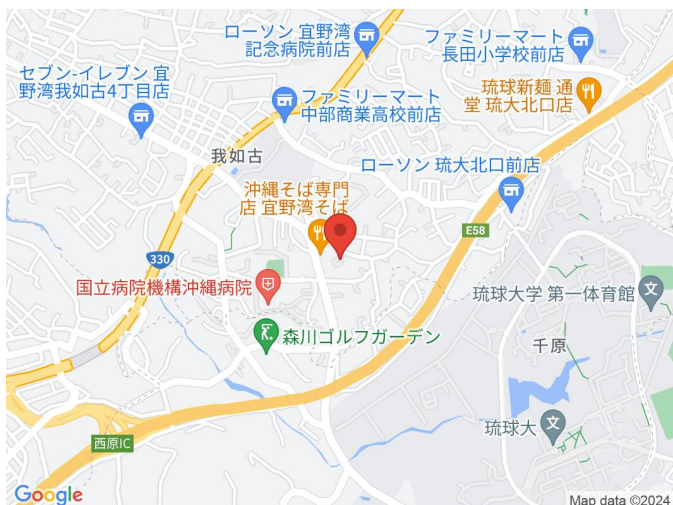 ローソン 宜野湾
記念病院前店
ファミリーマート
長田小学校前店
セブン-イレブン 宜
野湾我如古4丁目店
琉球新麺 通
堂 琉大北口店
ファミリーマート
中部商業高校前店
我如古
ローソン 琉大北口前店
沖縄そば専門
店 宜野湾そば
E58
330
国立病院機構沖縄病院
琉球大学 第一体育館
森川ゴルフガーデン
千原
琉球大
西原IC
Google
Map data ©2024